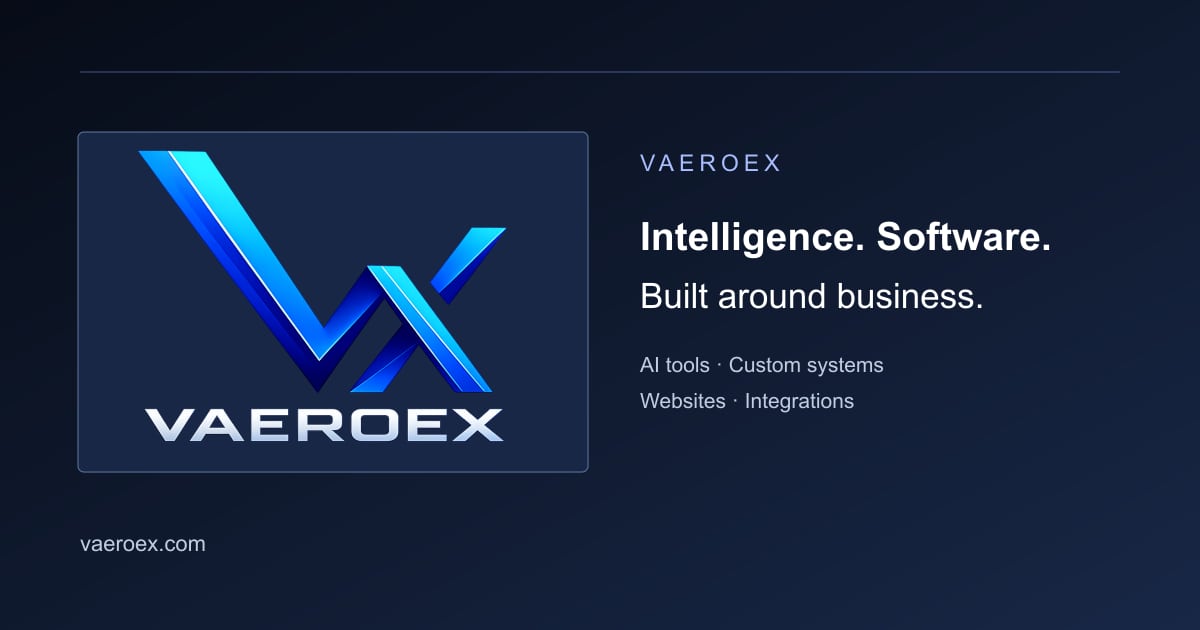 VAEROEX
VAEROEX
Intelligence. Software.
Built around business.
AI tools · Custom systems
Websites · Integrations
vaeroex.com